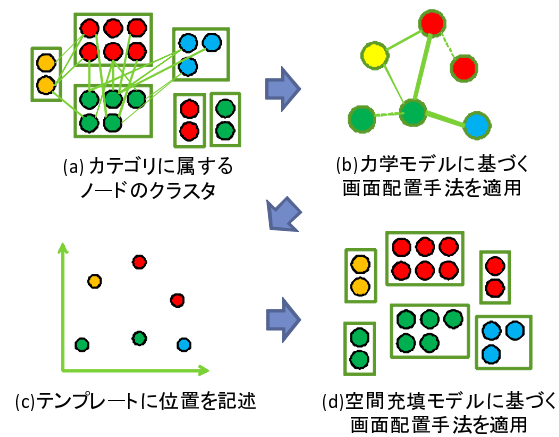 (a) カテゴリに属する
ノードのクラスタ
(b)力学モデルに基づく
画面配置手法を適用
(c)テンプレートに位置を記述
(d)空間充填モデルに基づく
画面配置手法を適用